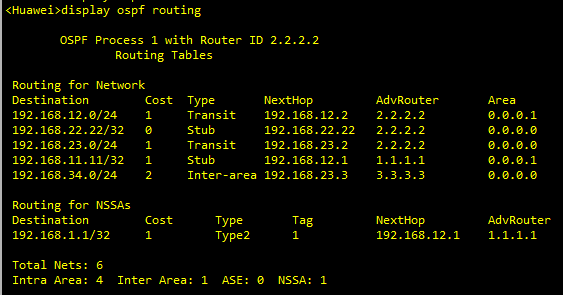 <Huawei>display ospf routing
OSPF Process 1 with Router ID 2.2.2.2
Routing Tables
Routing for Network
Destination Cost Type NextHop AdvRouter Area
192.168.12.0/24 1 Transit 192.168.12.2 2.2.2.2 0.0.0.1
192.168.22.22/32 0 Stub 192.168.22.22 2.2.2.2 0.0.0.0
192.168.23.0/24 1 Transit 192.168.23.2 2.2.2.2 0.0.0.0
192.168.11.11/32 1 Stub 192.168.12.1 1.1.1.1 0.0.0.1
192.168.34.0/24 2 Inter-area 192.168.23.3 3.3.3.3 0.0.0.0
Routing for NSSAs
Destination Cost Type Tag NextHop AdvRouter
192.168.1.1/32 1 Type2 1 192.168.12.1 1.1.1.1
Total Nets: 6
Intra Area: 4 Inter Area: 1 ASE: 0 NSSA: 1